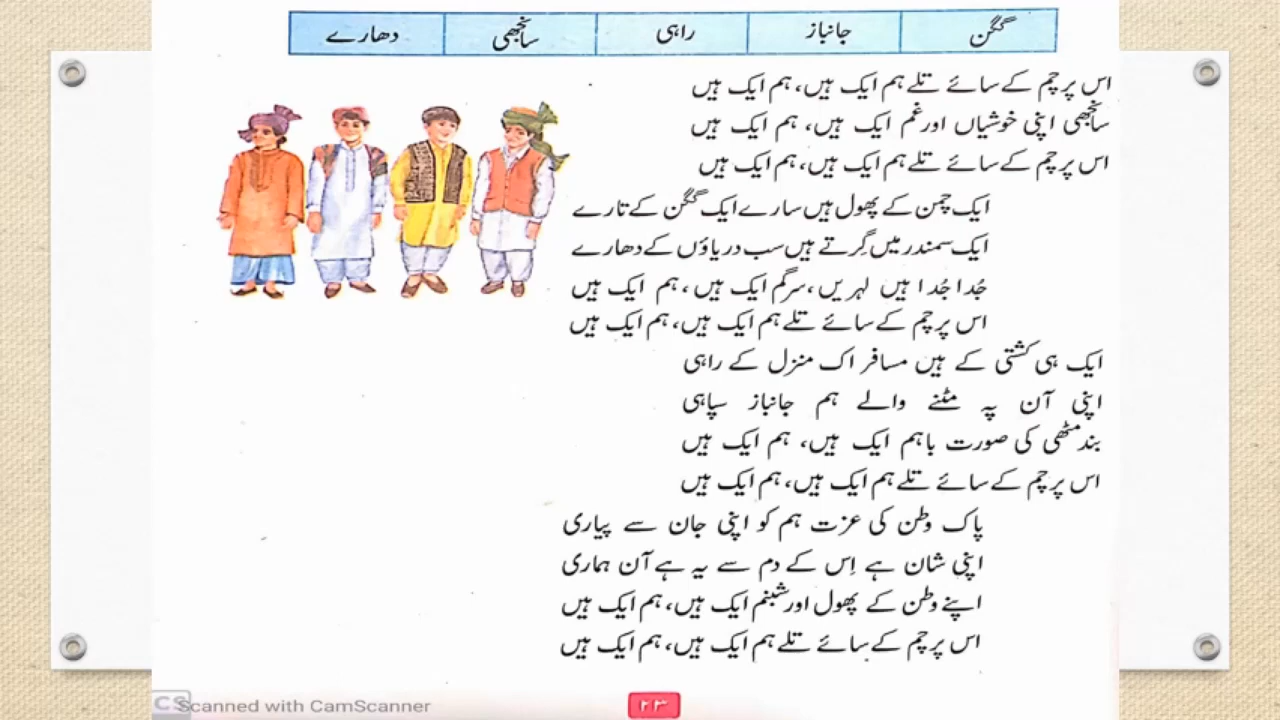 گگن	جانباز	راہی	سانجھی	دھارے
اس پرچم کے سائے تلے ہم ایک ہیں، ہم ایک ہیں
سانجھی اپنی خوشیاں اور غم ایک ہیں، ہم ایک ہیں
اس پرچم کے سائے تلے ہم ایک ہیں، ہم ایک ہیں
ایک چمن کے پھول ہیں سارے ایک گگن کے تارے
ایک سمندر میں گِرتے ہیں سب دریاؤں کے دھارے
جُدا جُدا ہیں لہریں، سرگم ایک ہیں، ہم ایک ہیں
اس پرچم کے سائے تلے ہم ایک ہیں، ہم ایک ہیں
ایک ہی کشتی کے ہیں مسافر اک منزل کے راہی
اپنی آن پہ مٹنے والے ہم جانباز سپاہی
بند مٹھی کی صورت باہم ایک ہیں، ہم ایک ہیں
اس پرچم کے سائے تلے ہم ایک ہیں، ہم ایک ہیں
پاک وطن کی عزت ہم کو اپنی جان سے پیاری
اپنی شان ہے اِس کے دم سے یہ ہے آن ہماری
اپنے وطن کے پھول اور شبنم ایک ہیں، ہم ایک ہیں
اس پرچم کے سائے تلے ہم ایک ہیں، ہم ایک ہیں
CS Scanned with CamScanner
۲۳